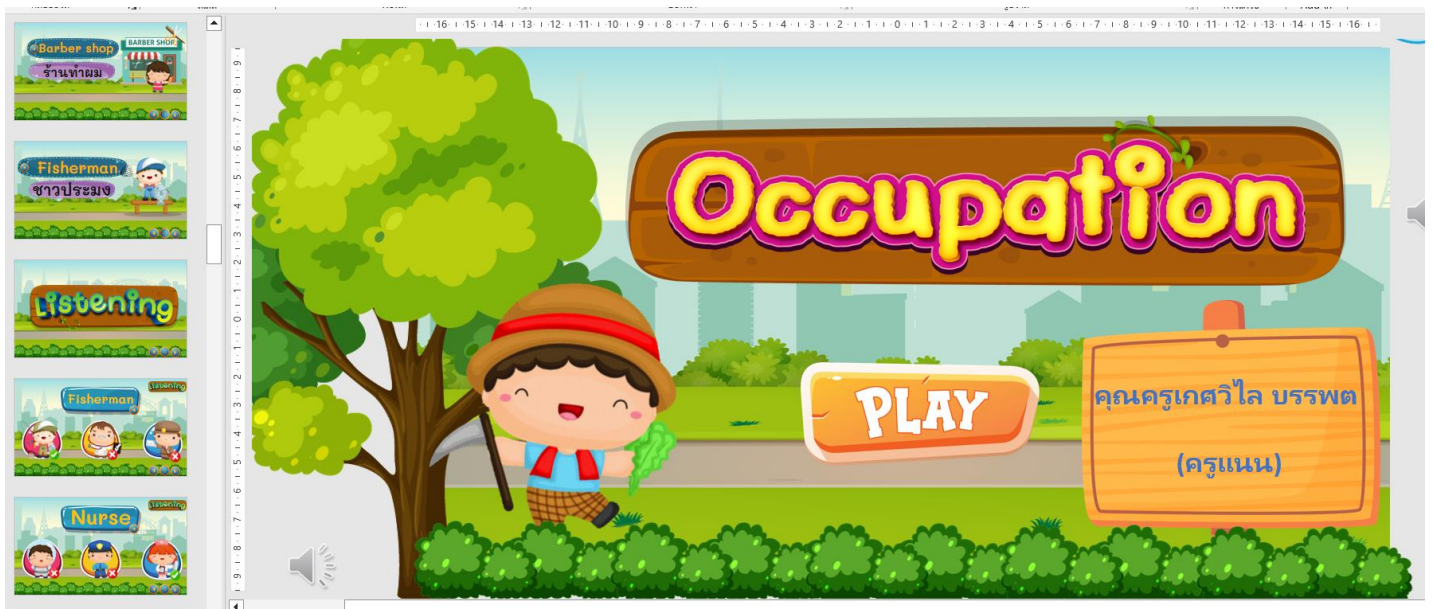 Barber shop
BARBER SHOP
ร้านทำผม
Fisherman
ชาวประมง
Listening
Listening
Fisherman
Listening
Nurse
Occupation
PLAY
คุณครูเกศวิไล บรรพต
(ครูแนน)